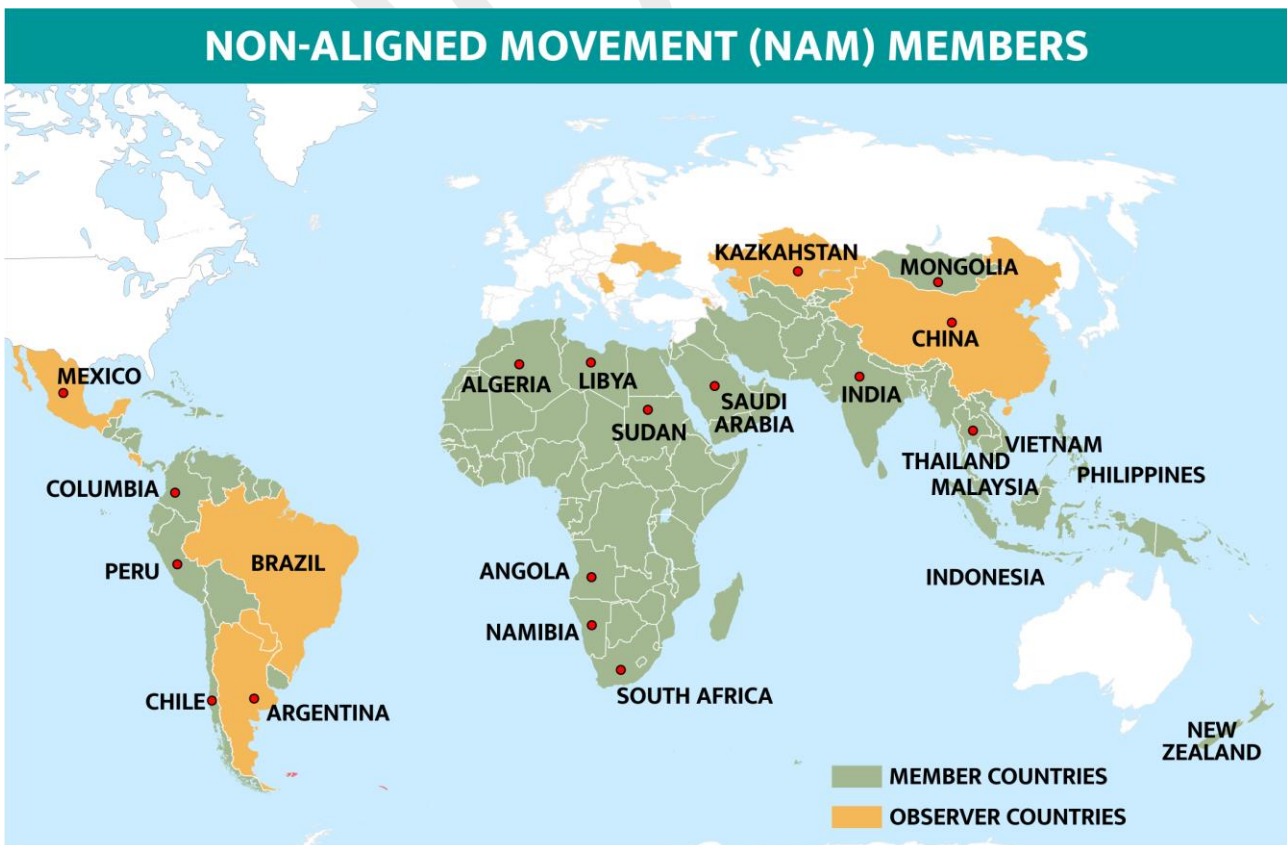 NON-ALIGNED MOVEMENT (NAM) MEMBERS
KAZKAHSTAN
MONGOLIA
CHINA
MEXICO
ALGERIA
LIBYA
SAUDI
ARABIA
INDIA
SUDAN
VIETNAM
THAILAND
MALAYSIA
PHILIPPINES
COLUMBIA
BRAZIL
PERU
ANGOLA
INDONESIA
NAMIBIA
SOUTH AFRICA
CHILE
ARGENTINA
NEW
ZEALAND
MEMBER COUNTRIES
OBSERVER COUNTRIES